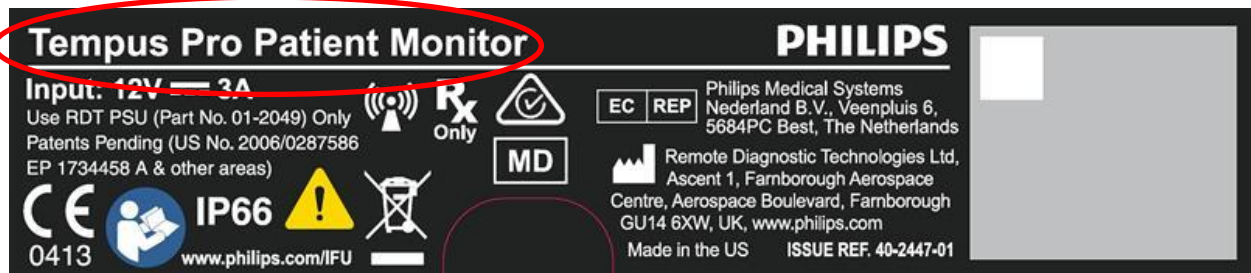 Tempus Pro Patient Monitor
PHILIPS
Input: 12V 3A
Use RDT PSU (Part No. 01-2049) Only
Patents Pending (US No. 2006/0287586
EP 1734458 A & other areas)
Rx
Only
CE
0413
IP66
www.philips.com/IFU
MD
EC REP
Philips Medical Systems
Nederland B.V., Veenpluis 6,
5684PC Best, The Netherlands
Remote Diagnostic Technologies Ltd,
Ascent 1, Farnborough Aerospace
Centre, Aerospace Boulevard, Farnborough
GU14 6XW, UK, www.philips.com
Made in the US ISSUE REF. 40-2447-01